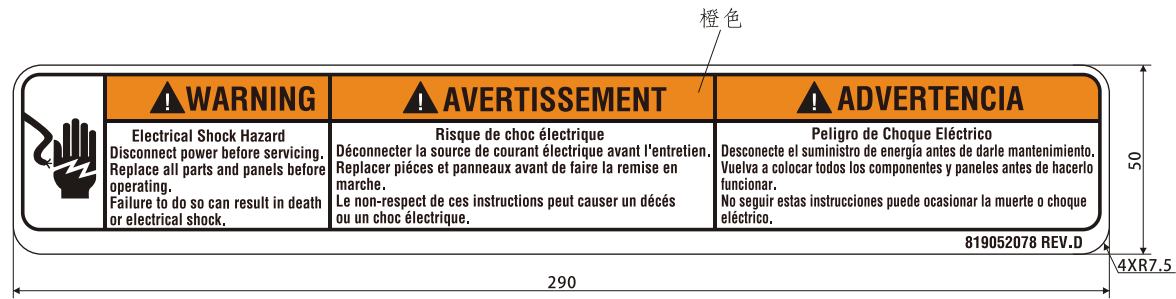 橙色
WARNING
Electrical Shock Hazard
Disconnect power before servicing.
Replace all parts and panels before
operating.
Failure to do so can result in death
or electrical shock.
AVERTISSEMENT
Risque de choc électrique
Déconnecter la source de courant électrique avant l'entretien.
Replacer piéces et panneaux avant de faire la remise en
marche.
Le non-respect de ces instructions peut causer un décés
ou un choc électrique.
ADVERTENCIA
Peligro de Choque Eléctrico
Desconecte el suministro de energía antes de darle mantenimiento.
Vuelva a colocar todos los componentes y paneles antes de hacerlo
funcionar.
No seguir estas instrucciones puede ocasionar la muerte o choque
eléctrico.
819052078 REV.D
50
4XR7.5
290